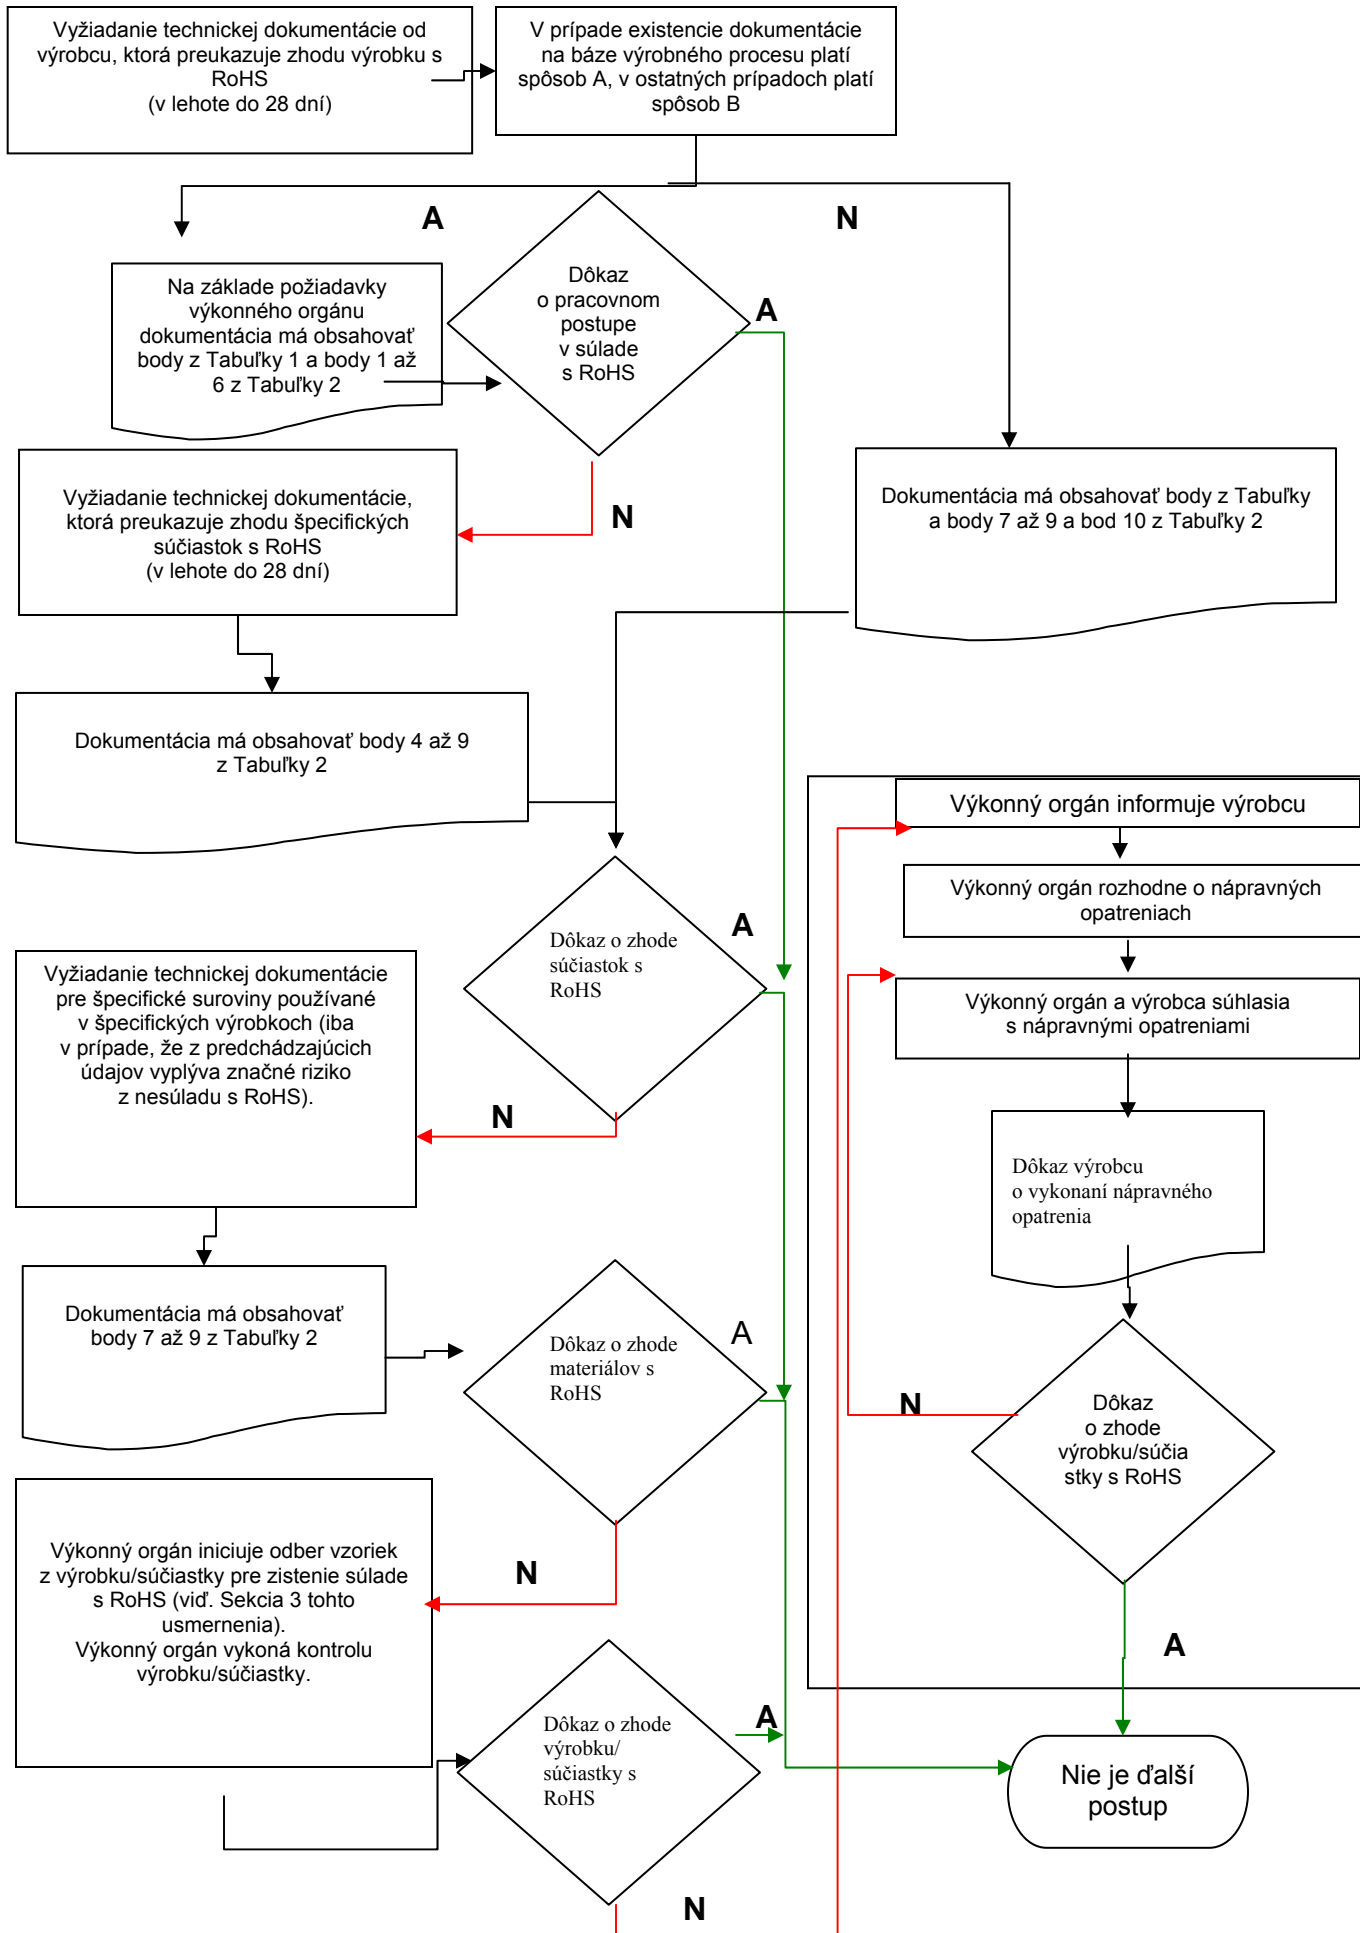 Vyžiadanie technickej dokumentácie od
výrobcu, ktorá preukazuje zhodu výrobku s
RoHS
(v lehote do 28 dní)
V prípade existencie dokumentácie
na báze výrobného procesu platí
spôsob A, v ostatných prípadoch platí
spôsob B
A
N
Na základe požiadavky
výkonného orgánu
dokumentácia má obsahovať
body z Tabuľky 1 a body 1 až
6 z Tabuľky 2
Dôkaz
o pracovnom
postupe
v súlade
s RoHS
A
N
Vyžiadanie technickej dokumentácie,
ktorá preukazuje zhodu špecifických
súčiastok s RoHS
(v lehote do 28 dní)
Dokumentácia má obsahovať body z Tabuľky
a body 7 až 9 a bod 10 z Tabuľky 2
Dokumentácia má obsahovať body 4 až 9
z Tabuľky 2
Dôkaz o zhode
súčiastok s
RoHS
A
N
Vyžiadanie technickej dokumentácie
pre špecifické suroviny používané
v špecifických výrobkoch (iba
v prípade, že z predchádzajúcich
údajov vyplýva značné riziko
z nesúladu s RoHS).
Dokumentácia má obsahovať
body 7 až 9 z Tabuľky 2
Dôkaz o zhode
materiálov s
RoHS
A
N
Výkonný orgán iniciuje odber vzoriek
z výrobku/súčiastky pre zistenie súlade
s RoHS (viď. Sekcia 3 tohto
usmernenia).
Výkonný orgán vykoná kontrolu
výrobku/súčiastky.
Dôkaz o zhode
výrobku/
súčiastky s
RoHS
A
N
Výkonný orgán informuje výrobcu
Výkonný orgán rozhodne o nápravných
opatreniach
Výkonný orgán a výrobca súhlasia
s nápravnými opatreniami
Dôkaz výrobcu
o vykonaní nápravného
opatrenia
Dôkaz
o zhode
výrobku/súčia
stky s RoHS
N
A
Nie je ďalší
postup